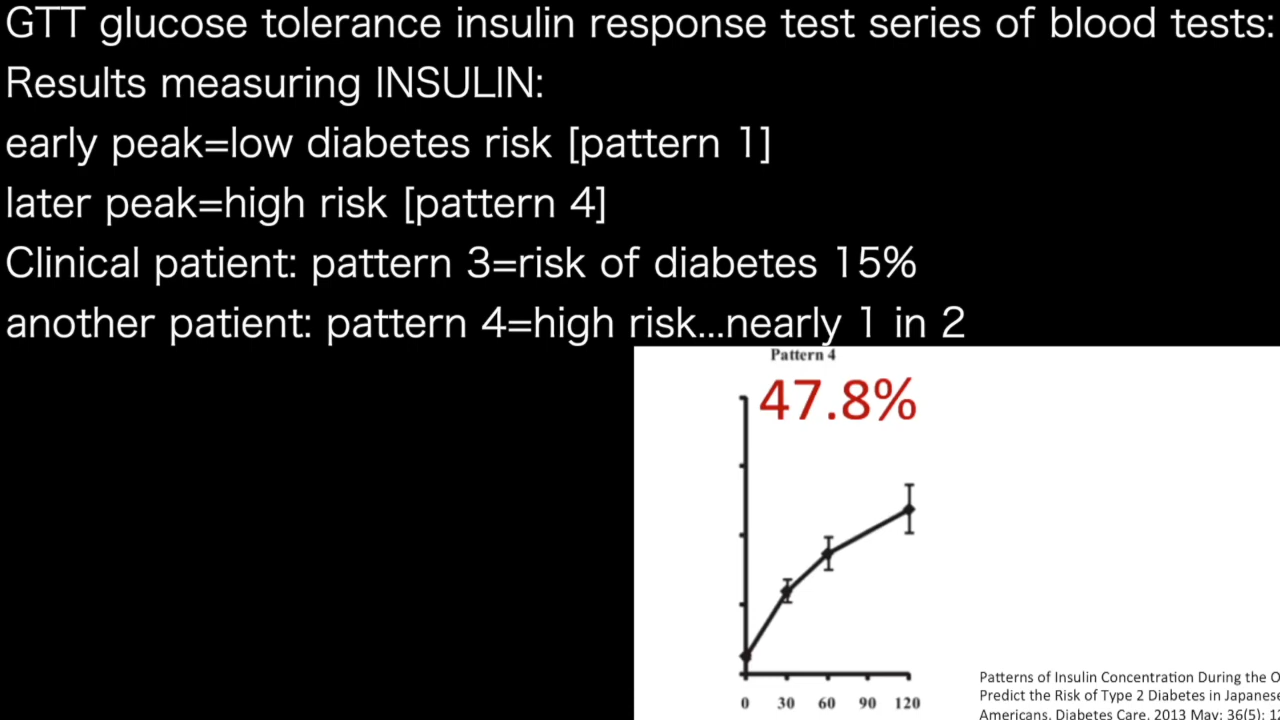 GTT glucose tolerance insulin response test series of blood tests:
Results measuring INSULIN:
early peak=low diabetes risk [pattern 1]
later peak=high risk [pattern 4]
Clinical patient: pattern 3=risk of diabetes 15%
another patient: pattern 4=high risk...nearly 1 in 2
Pattern 4
47.8%
0 30 60 90 120
Patterns of Insulin Concentration During the O
Predict the Risk of Type 2 Diabetes in Japanese
Americans. Diabetes Care. 2013 May; 36(5): 12